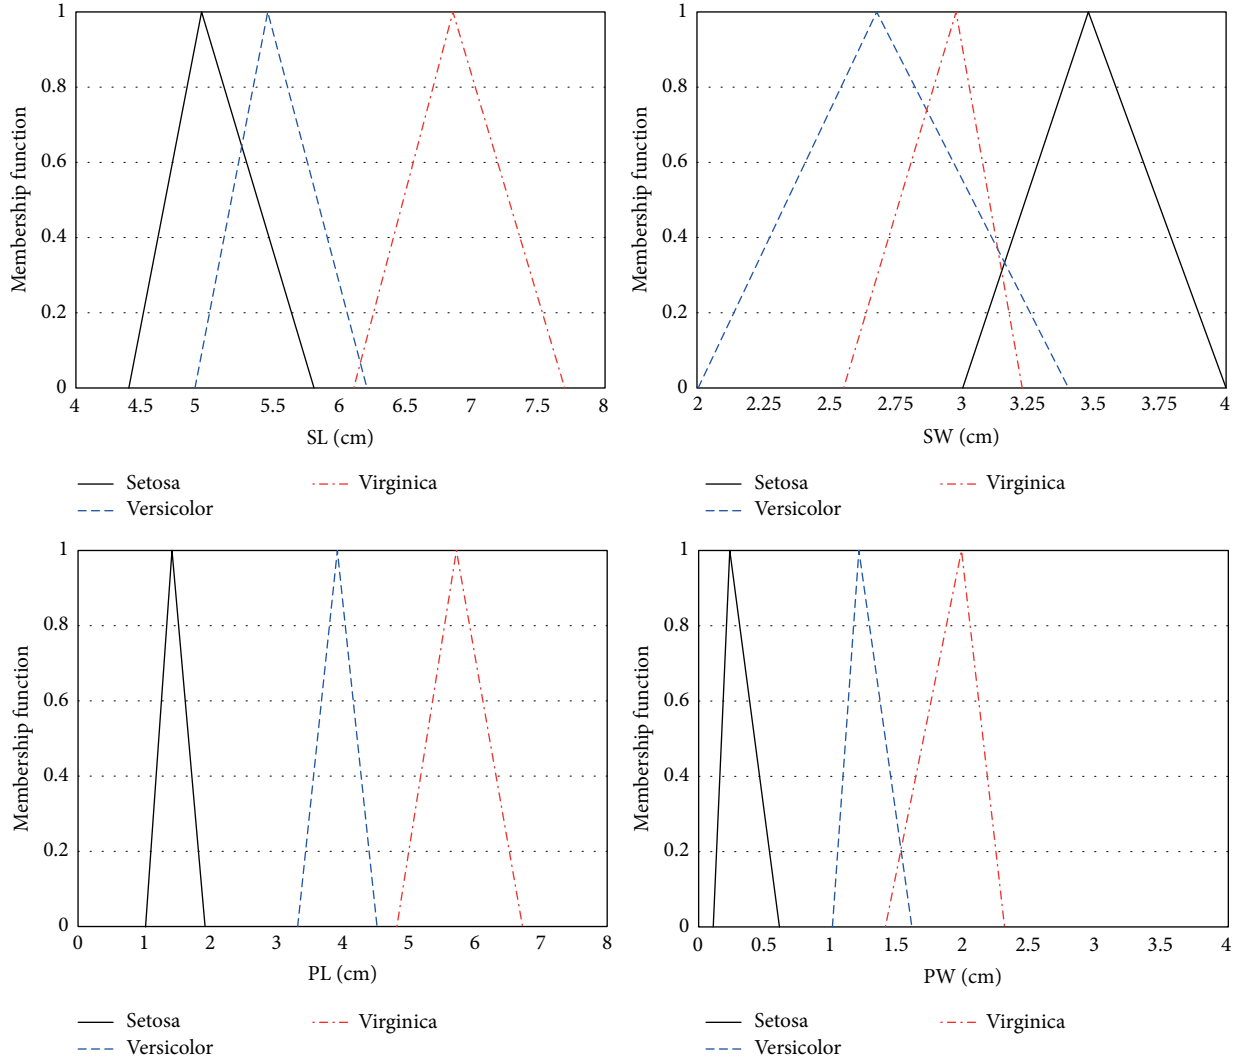 Membership function
1
0.8
0.6
0.4
0.2
0
4 4.5 5 5.5 6 6.5 7 7.5 8
SL (cm)
Setosa Virginica
Versicolor
Membership function
1
0.8
0.6
0.4
0.2
0
2 2.25 2.5 2.75 3 3.25 3.5 3.75 4
SW (cm)
Setosa Virginica
Versicolor
Membership function
1
0.8
0.6
0.4
0.2
0
0 1 2 3 4 5 6 7 8
PL (cm)
Setosa Virginica
Versicolor
Membership function
1
0.8
0.6
0.4
0.2
0
0 0.5 1 1.5 2 2.5 3 3.5 4
PW (cm)
Setosa Virginica
Versicolor